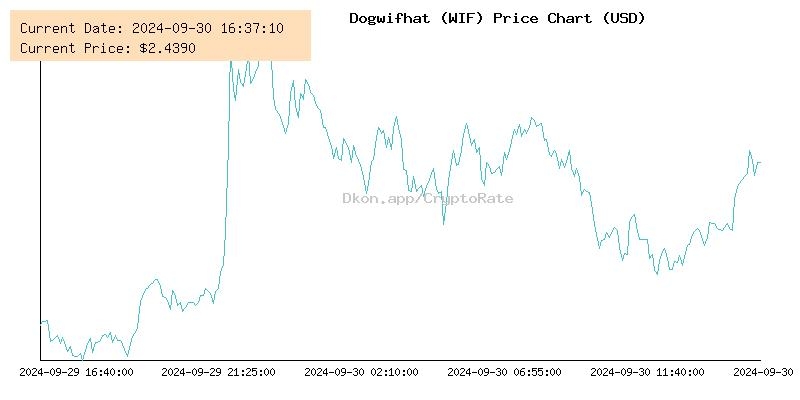 Dogwifhat (WIF) Price Chart (USD)
Current Date: 2024-09-30 16:37:10
Current Price: $2.4390
Dkon.app/CryptoRate
2024-09-29 16:40:00
2024-09-29 21:25:00
2024-09-30 02:10:00
2024-09-30 06:55:00
2024-09-30 11:40:00
2024-09-30